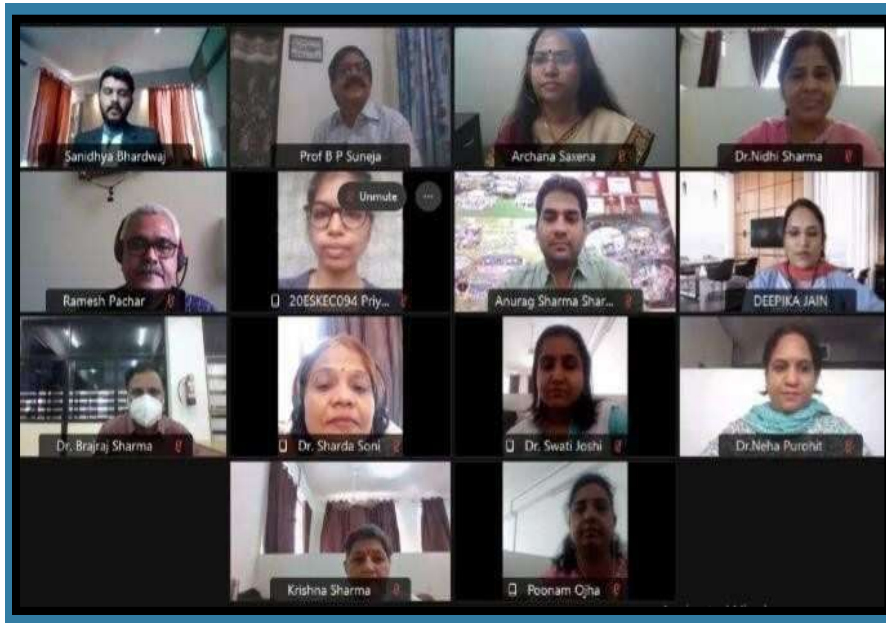 Sanidhya Bhardwaj
Prof B P Suneja
Archana Saxena
Dr.Nidhi Sharma
Ramesh Pachar
Unmute
20ESKEC094 Priy...
Anurag Sharma Shar...
DEEPIKA JAIN
Dr. Brajraj Sharma
Dr. Sharda Soni
Dr. Swati Joshi
Dr.Neha Purohit
Krishna Sharma
Poonam Ojha